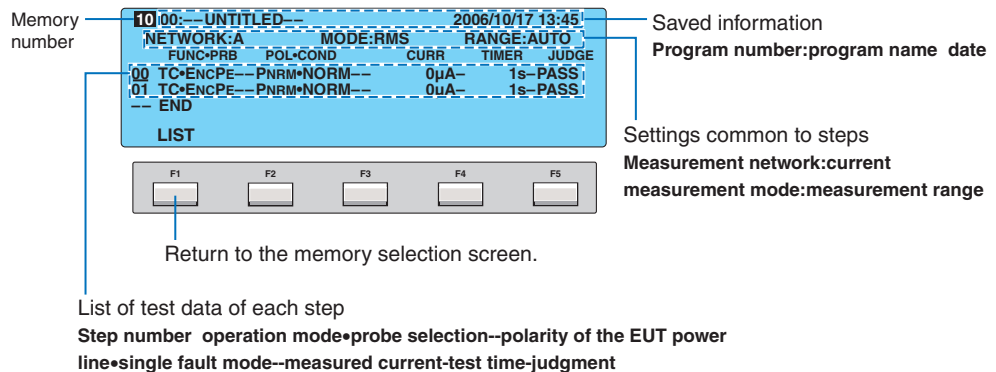 Memory number
10 00:--UNTITLED-- 2006/10/17 13:45
NETWORK:A MODE:RMS RANGE:AUTO
FUNC•PRB POL•COND CURR TIMER JUDGE
00 TC•ENCPE--PNRM•NORM-- 0µA- 1s-PASS
01 TC•ENCPE--PNRM•NORM-- 0µA- 1s-PASS
-- END
LIST
F1 F2 F3 F4 F5
Saved information
Program number:program name date
Settings common to steps
Measurement network:current
measurement mode:measurement range
Return to the memory selection screen.
List of test data of each step
Step number operation mode•probe selection--polarity of the EUT power
line•single fault mode--measured current-test time-judgment